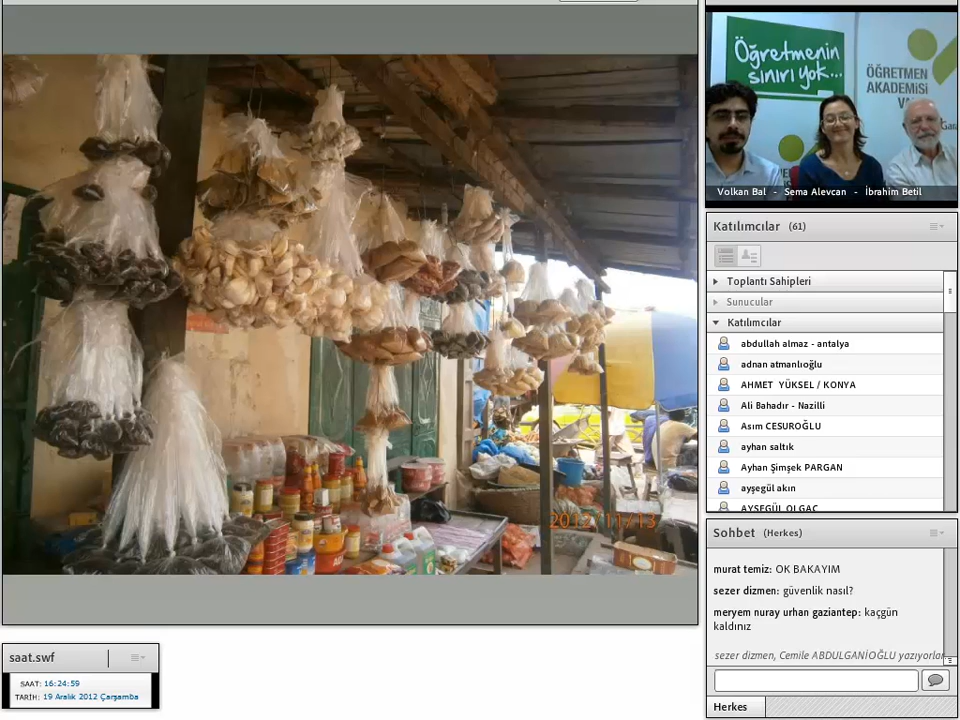 2012/11/13
saat.swf
SAAT: 16:24:59
TARİH: 19 Aralık 2012 Çarşamba
Öğretmenin
sınırı yok...
ÖĞRETMEN
AKADEMİSİ
Volkan Bal - Sema Alevcan - İbrahim Betil
Katılımcılar (61)
Toplantı Sahipleri
Sunucular
Katılımcılar
abdullah almaz - antalya
adnan atmanlıoğlu
AHMET YÜKSEL / KONYA
Ali Bahadır - Nazilli
Asım CESUROĞLU
ayhan saltık
Ayhan Şimşek PARGAN
ayşegül akın
AYŞEGÜL OLGAÇ
Sohbet (Herkes)
murat temiz: OK BAKAYIM
sezer dizmen: güvenlik nasıl?
meryem nuray urhan gaziantep: kaçgün
kaldınız
sezer dizmen, Cemile ABDULGANİOĞLU yazıyorlar
Herkes